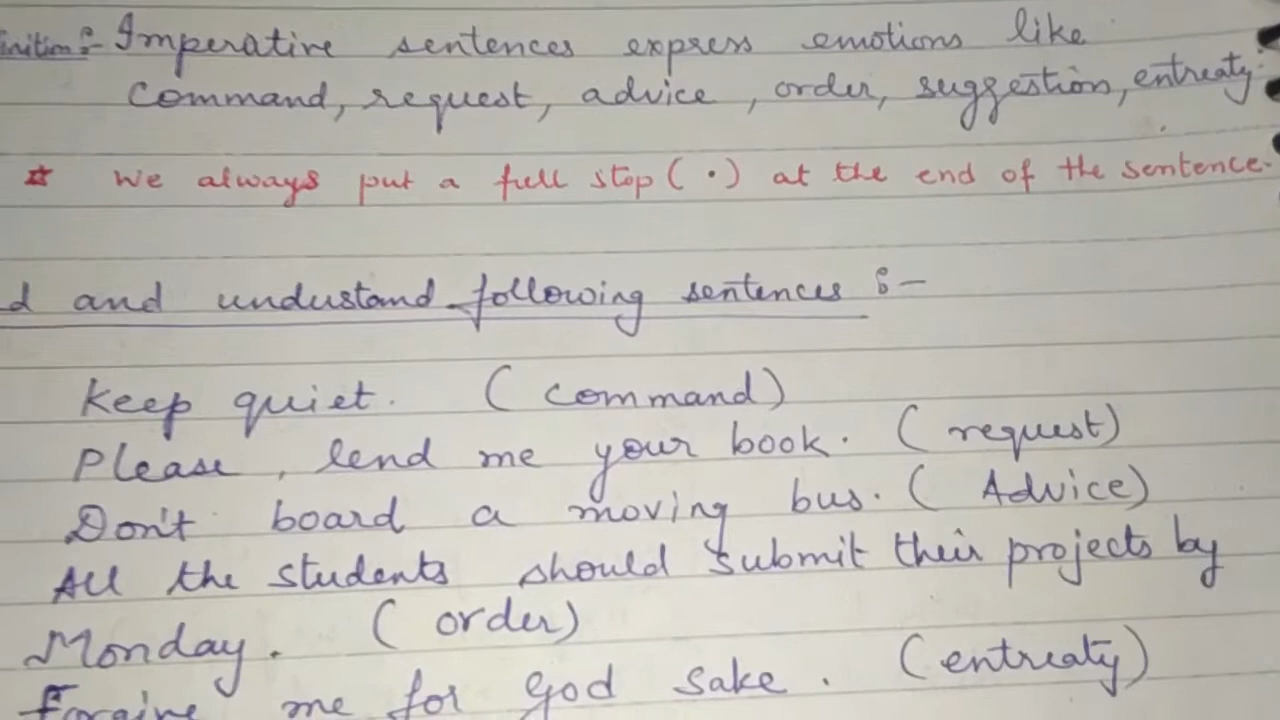 inition :- Imperative sentences express emotions like
command, request, advice, order, suggestion, entreaty.
☆ We always put a full stop (.) at the end of the sentence.
d and understand following sentences :-
Keep quiet. (command)
Please, lend me your book. (request)
Don't board a moving bus. (Advice)
All the students should submit their projects by
Monday. (order)
Forgive me for God sake. (entreaty)